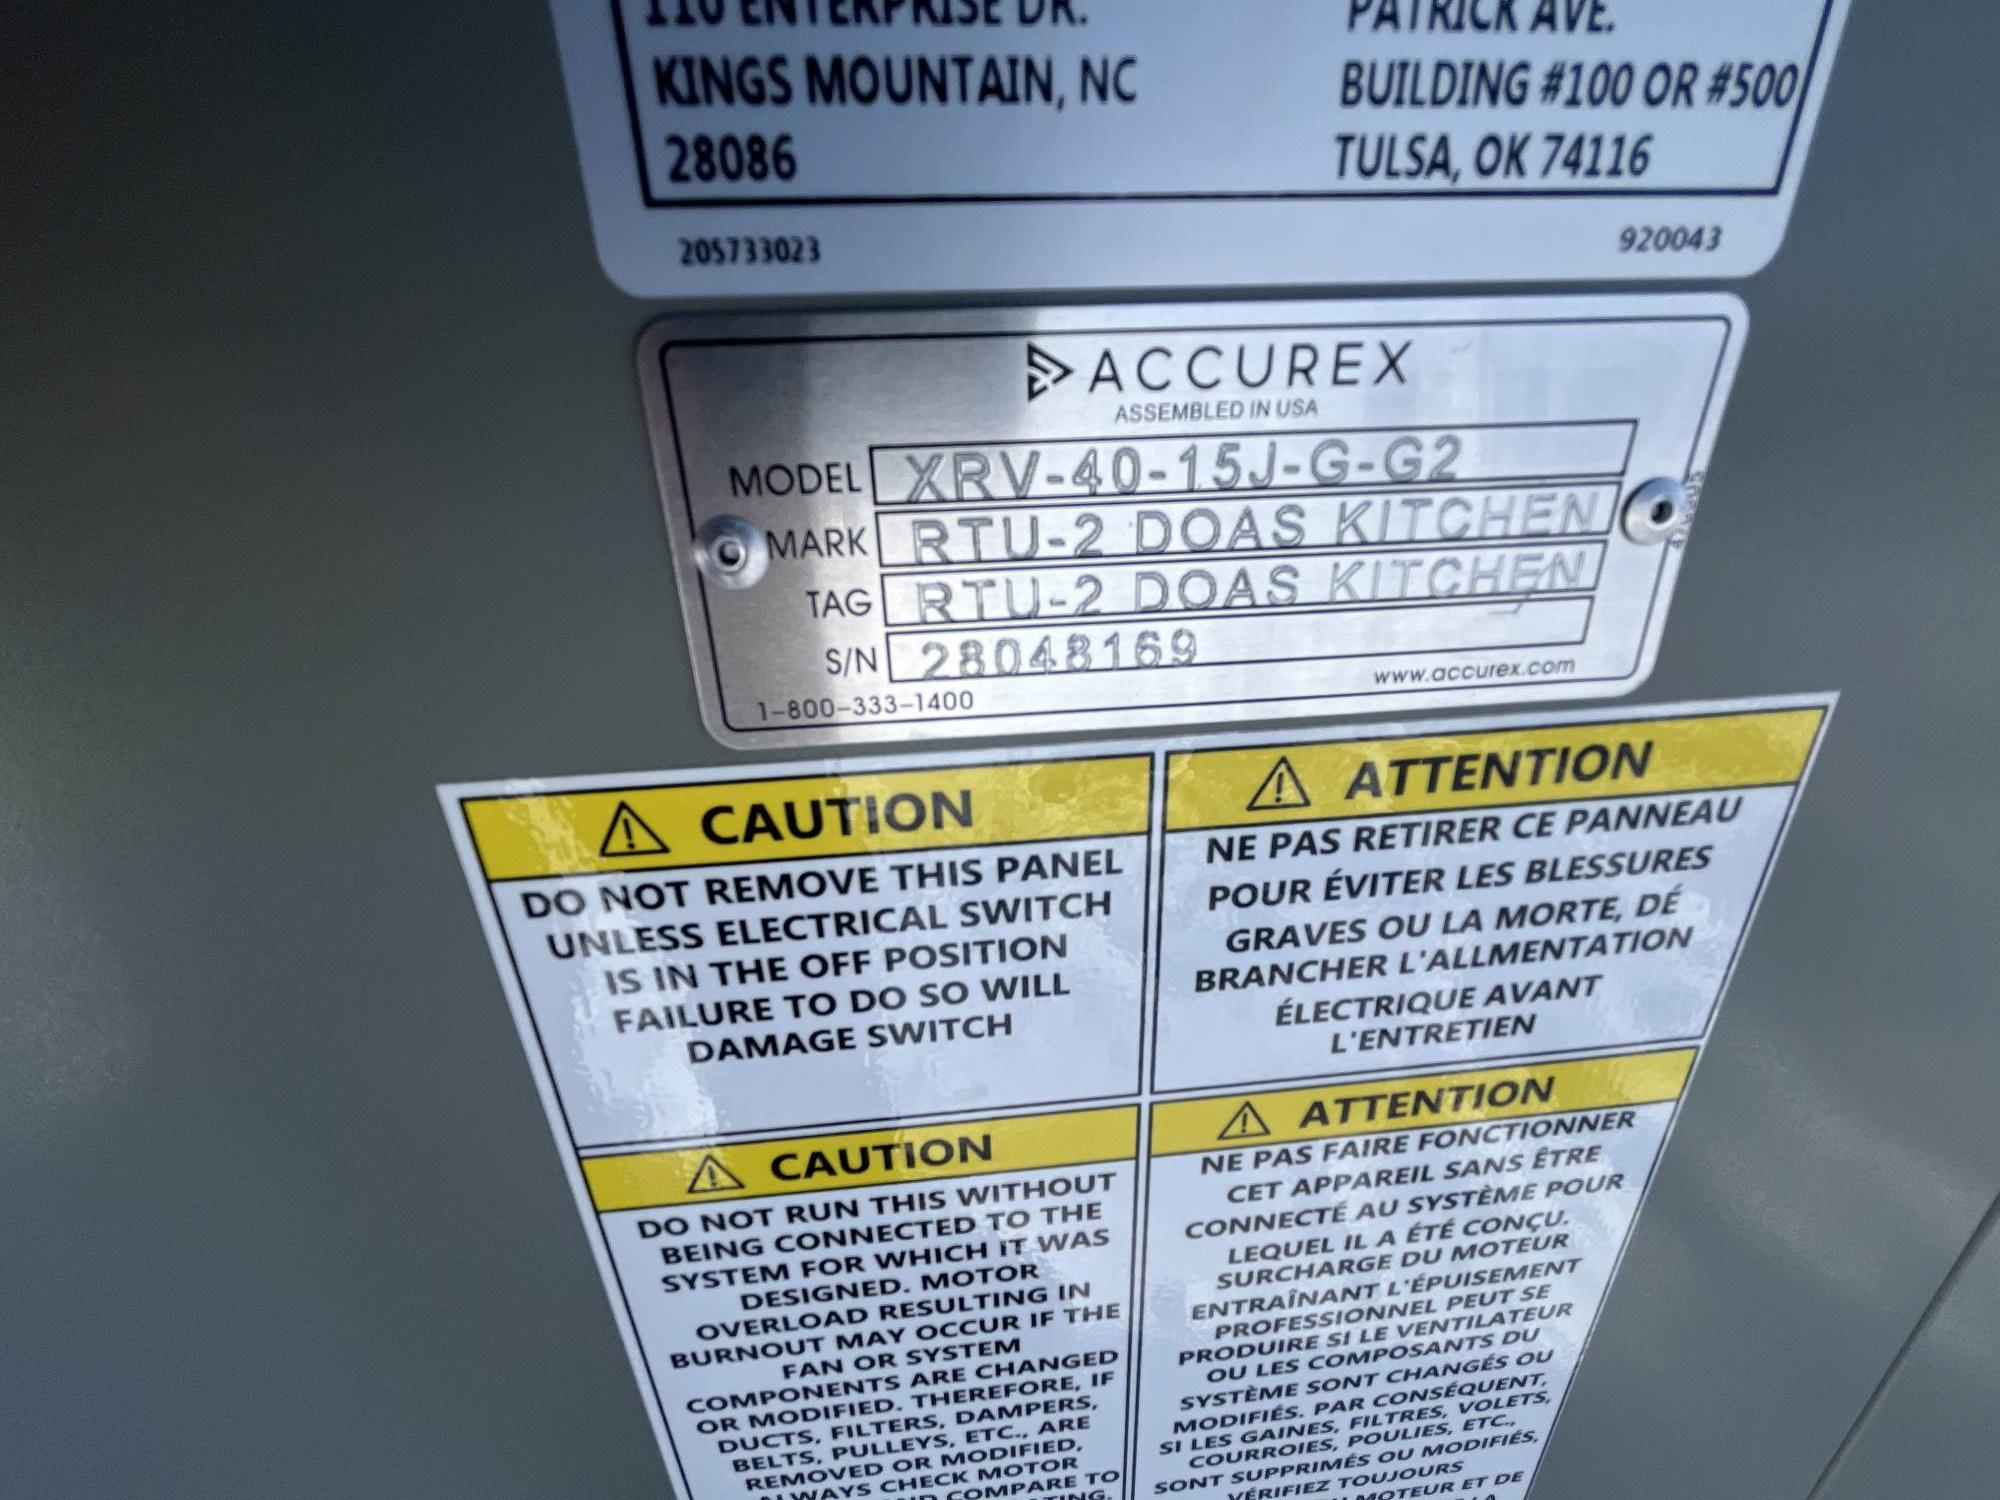 110 ENTERPRISE DR.
KINGS MOUNTAIN, NC
28086
PATRICK AVE.
BUILDING #100 OR #500
TULSA, OK 74116
205733023
920043
ACCUREX
ASSEMBLED IN USA
MODEL XRV-40-15J-G-G2
MARK RTU-2 DOAS KITCHEN
TAG RTU-2 DOAS KITCHEN
S/N 28048169
1-800-333-1400
www.accurex.com
CAUTION
DO NOT REMOVE THIS PANEL
UNLESS ELECTRICAL SWITCH
IS IN THE OFF POSITION
FAILURE TO DO SO WILL
DAMAGE SWITCH
ATTENTION
NE PAS RETIRER CE PANNEAU
POUR ÉVITER LES BLESSURES
GRAVES OU LA MORTE, DÉ
BRANCHER L'ALLMENTATION
ÉLECTRIQUE AVANT
L'ENTRETIEN
CAUTION
DO NOT RUN THIS WITHOUT
BEING CONNECTED TO THE
SYSTEM FOR WHICH IT WAS
DESIGNED. MOTOR
OVERLOAD RESULTING IN
BURNOUT MAY OCCUR IF THE
FAN OR SYSTEM
COMPONENTS ARE CHANGED
OR MODIFIED. THEREFORE, IF
DUCTS, FILTERS, DAMPERS,
BELTS, PULLEYS, ETC., ARE
REMOVED OR MODIFIED,
ALWAYS CHECK MOTOR
COMPARE TO
ATTENTION
NE PAS FAIRE FONCTIONNER
CET APPAREIL SANS ÊTRE
CONNECTÉ AU SYSTÈME POUR
LEQUEL IL A ÉTÉ CONÇU.
SURCHARGE DU MOTEUR
ENTRAÎNANT L'ÉPUISEMENT
PROFESSIONNEL PEUT SE
PRODUIRE SI LE VENTILATEUR
OU LES COMPOSANTS DU
SYSTÈME SONT CHANGÉS OU
MODIFIÉS. PAR CONSÉQUENT,
SI LES GAINES, FILTRES, VOLETS,
COURROIES, POULIES, ETC.,
SONT SUPPRIMÉS OU MODIFIÉS,
VÉRIFIEZ TOUJOURS
MOTEUR ET DE